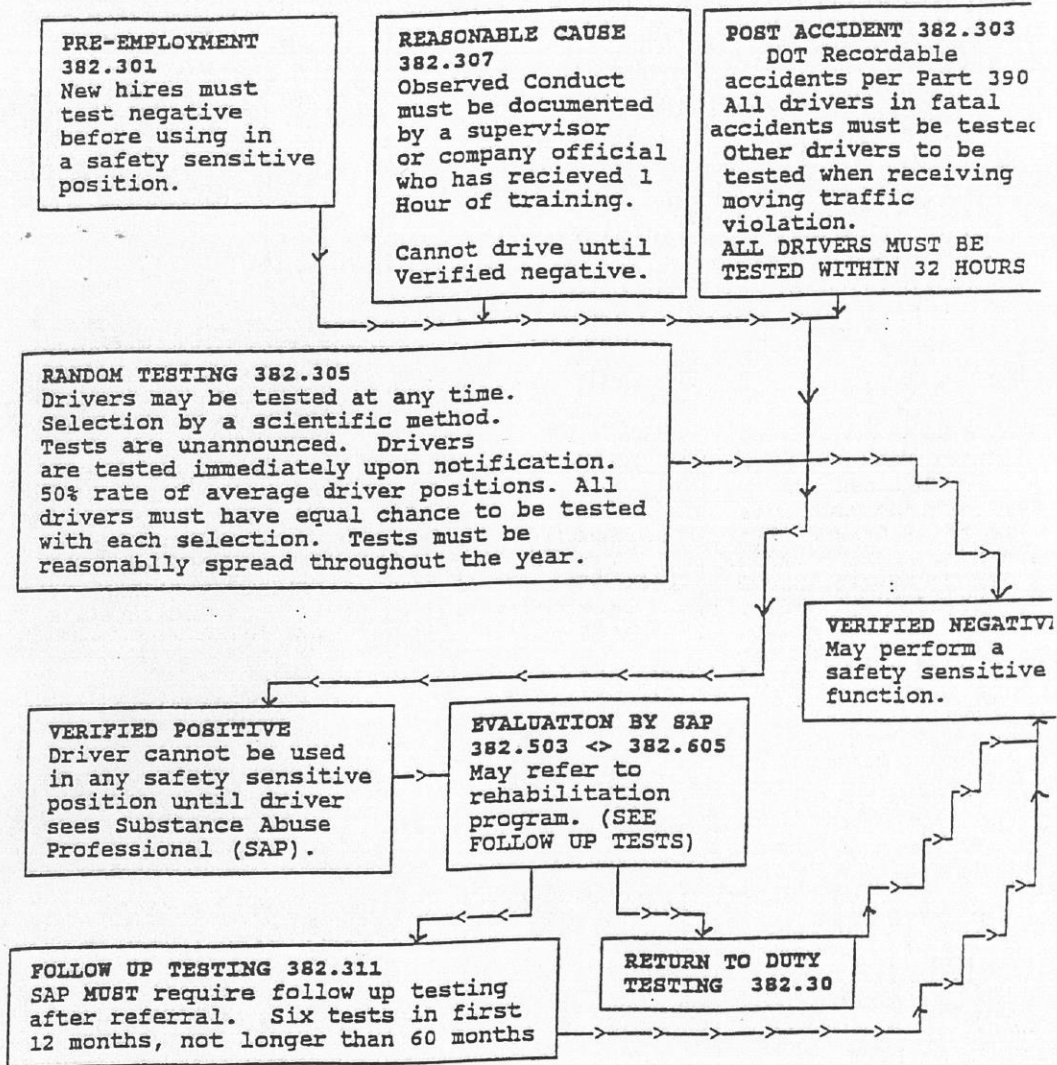 PRE-EMPLOYMENT
382.301
New hires must
test negative
before using in
a safety sensitive
position.
REASONABLE CAUSE
382.307
Observed Conduct
must be documented
by a supervisor
or company official
who has recieved 1
Hour of training.
Cannot drive until
Verified negative.
POST ACCIDENT 382.303
DOT Recordable
accidents per Part 390
All drivers in fatal
accidents must be tested
Other drivers to be
tested when receiving
moving traffic
violation.
ALL DRIVERS MUST BE
TESTED WITHIN 32 HOURS
RANDOM TESTING 382.305
Drivers may be tested at any time.
Selection by a scientific method.
Tests are unannounced. Drivers
are tested immediately upon notification.
50% rate of average driver positions. All
drivers must have equal chance to be tested
with each selection. Tests must be
reasonablly spread throughout the year.
VERIFIED NEGATIVE
May perform a
safety sensitive
function.
VERIFIED POSITIVE
Driver cannot be used
in any safety sensitive
position until driver
sees Substance Abuse
Professional (SAP).
EVALUATION BY SAP
382.503 <> 382.605
May refer to
rehabilitation
program. (SEE
FOLLOW UP TESTS)
FOLLOW UP TESTING 382.311
SAP MUST require follow up testing
after referral. Six tests in first
12 months, not longer than 60 months
RETURN TO DUTY
TESTING 382.30